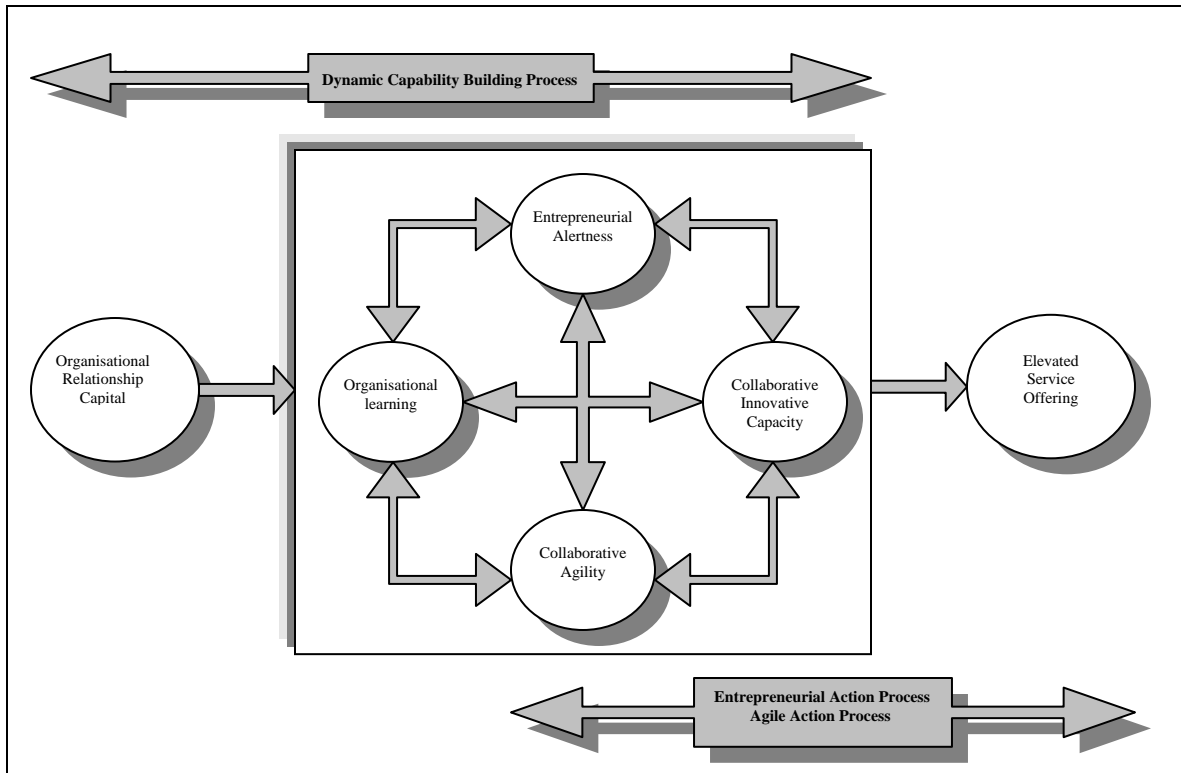 Dynamic Capability Building Process
Entrepreneurial
Alertness
Organisational
Relationship
Capital
Organisational
learning
Collaborative
Innovative
Capacity
Elevated
Service
Offering
Collaborative
Agility
Entrepreneurial Action Process
Agile Action Process